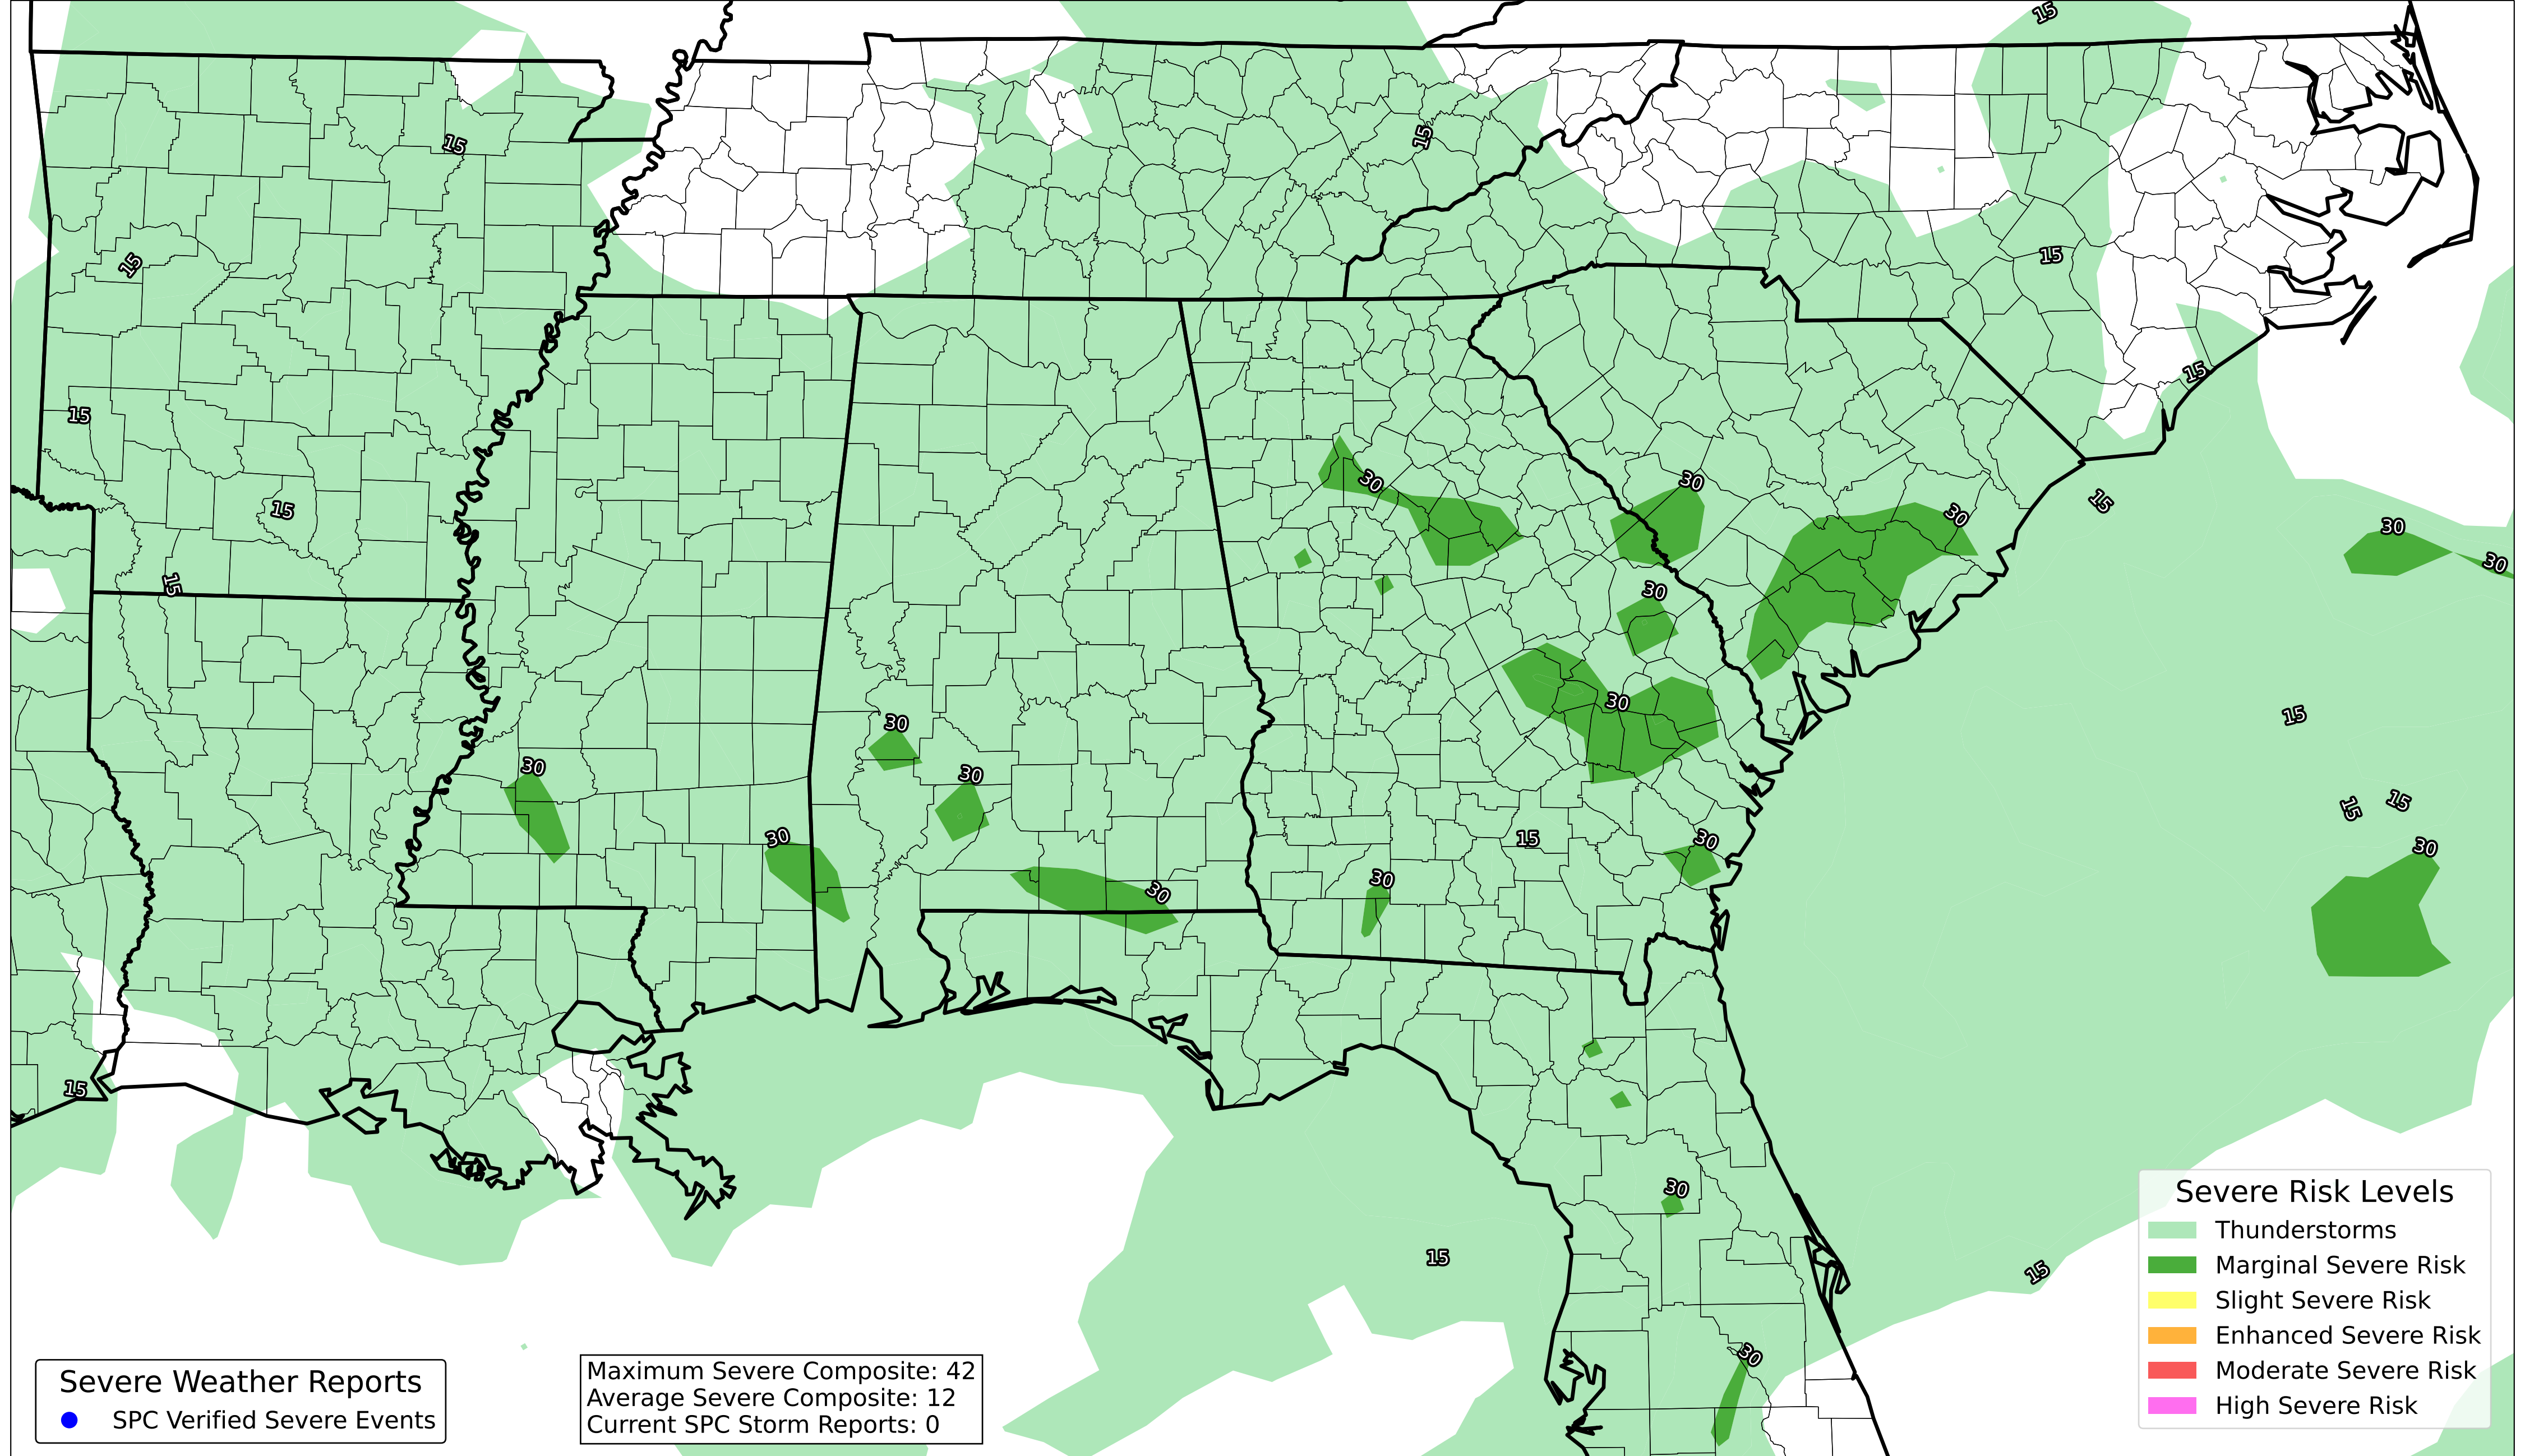 15
15
15
15
15
15
15
15
15
30
30
30
15
30
30
30
15
30
30
30
15
30
15
15
30
30
15
30
30
30
15
30
15
15
30
Severe Risk Levels
Thunderstorms
Marginal Severe Risk
Slight Severe Risk
Enhanced Severe Risk
Moderate Severe Risk
High Severe Risk
Severe Weather Reports
SPC Verified Severe Events
Maximum Severe Composite: 42
Average Severe Composite: 12
Current SPC Storm Reports: 0